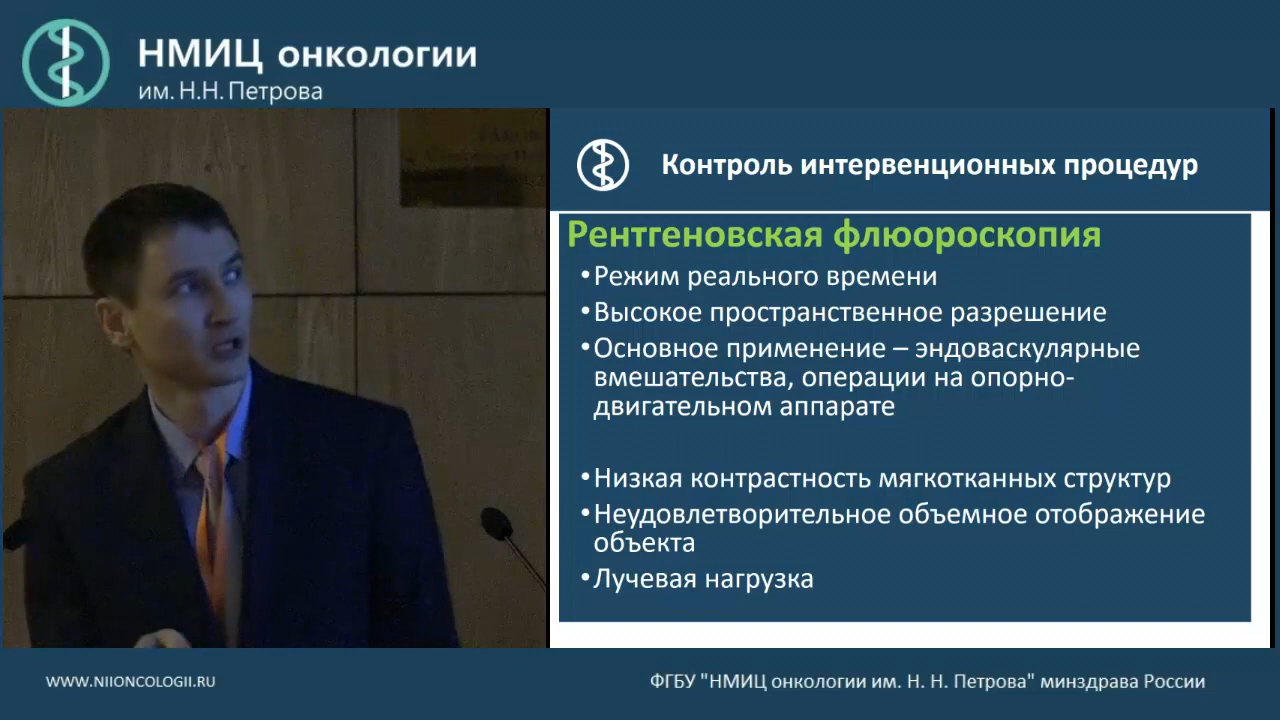 НМИЦ онкологии
им. Н.Н. Петрова
Контроль интервенционных процедур
Рентгеновская флюороскопия
•Режим реального времени
•Высокое пространственное разрешение
•Основное применение – эндоваскулярные
вмешательства, операции на опорно-
двигательном аппарате
•Низкая контрастность мягкотканных структур
•Неудовлетворительное объемное отображение
объекта
•Лучевая нагрузка
WWW.NIIONCOLOGII.RU
ФГБУ "НМИЦ онкологии им. Н. Н. Петрова" минздрава России